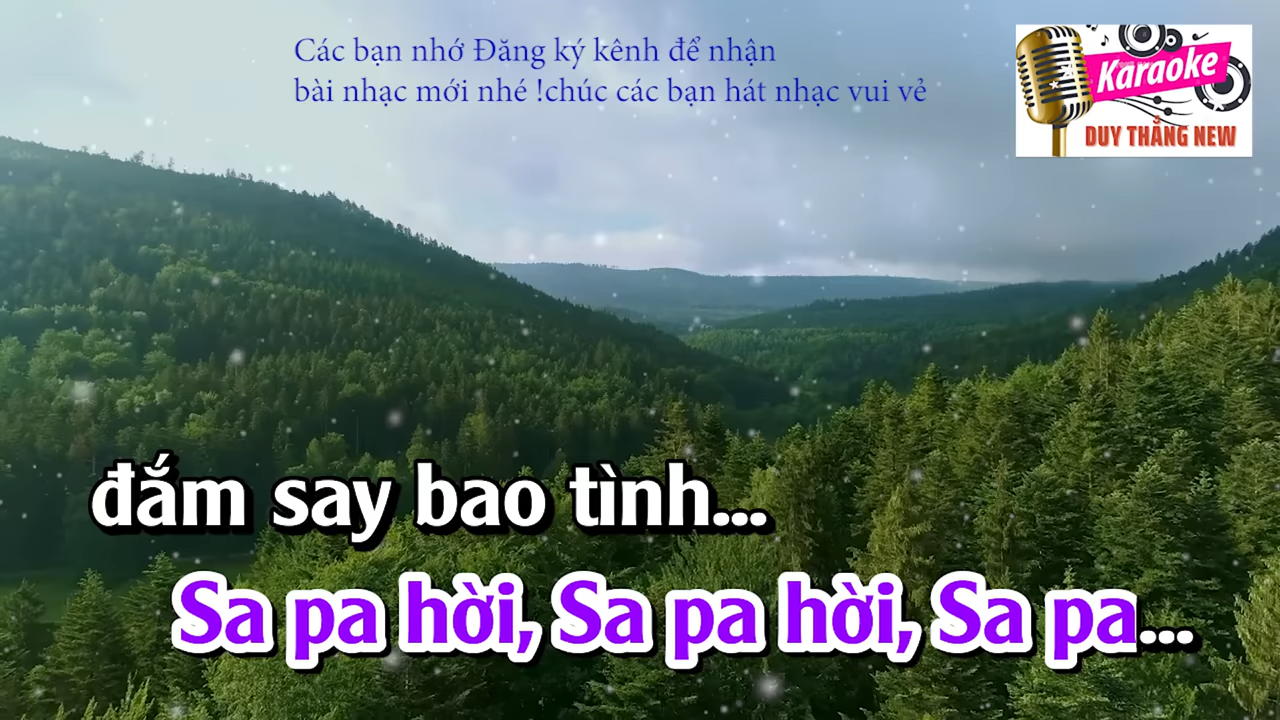 Các bạn nhớ Đăng ký kênh để nhận
bài nhạc mới nhé !chúc các bạn hát nhạc vui vẻ
Karaoke
DUY THẮNG NEW
đắm say bao tình...
Sa pa hời, Sa pa hời, Sa pa...